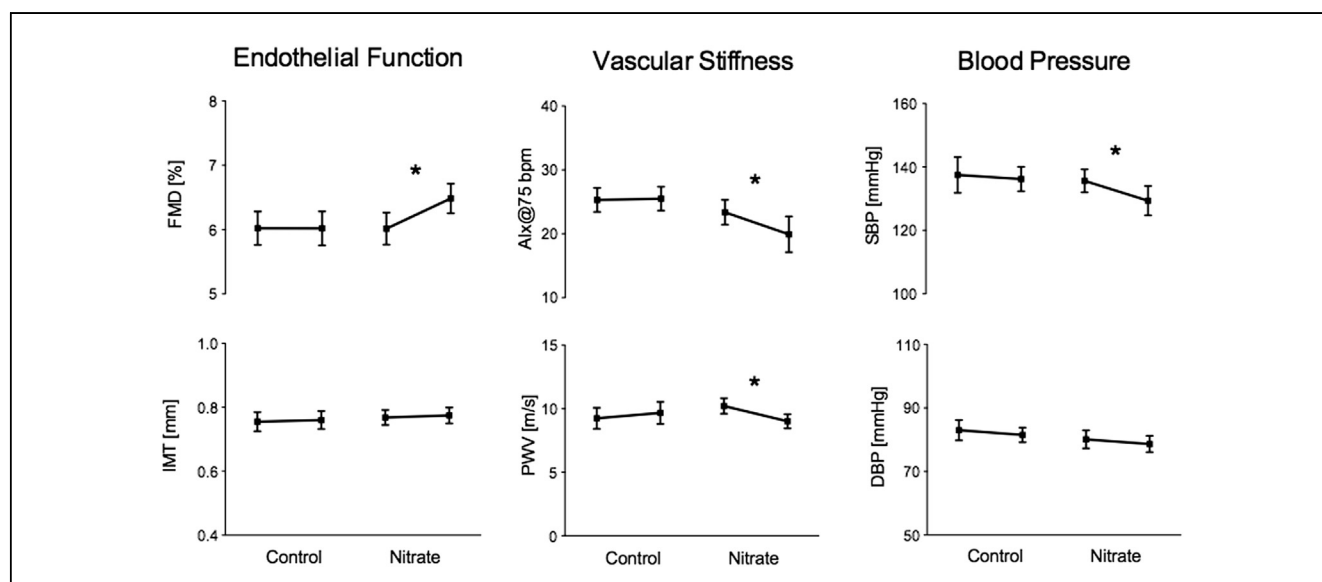 Endothelial Function
Vascular Stiffness
Blood Pressure
8
7
6
5
FMD [%]
*
40
30
20
10
AIx@75 bpm
*
160
140
120
100
SBP [mmHg]
*
1.0
0.8
0.6
0.4
IMT [mm]
Control
Nitrate
15
10
5
0
PWV [m/s]
*
Control
Nitrate
110
90
70
50
DBP [mmHg]
Control
Nitrate